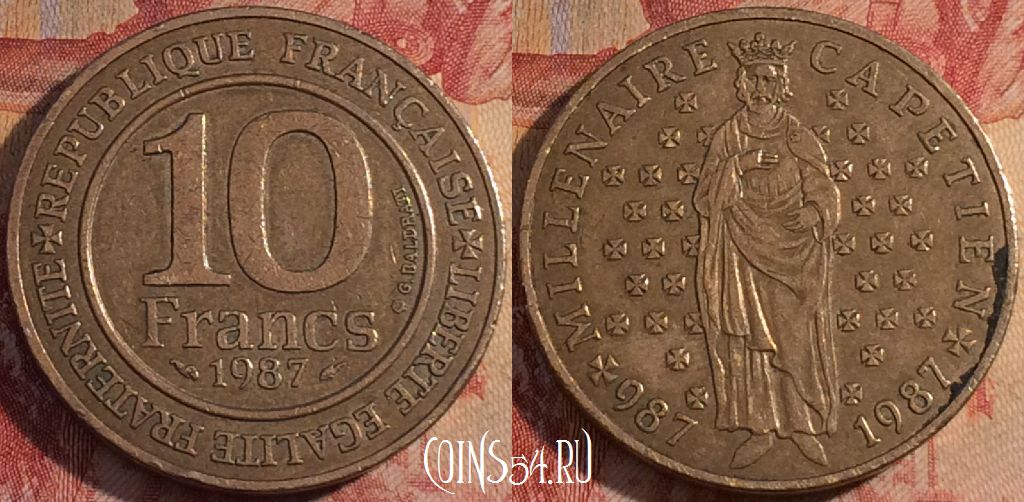 REPUBLIQUE FRANÇAISE
LIBERTE EGALITE FRATERNITE
10
Francs
1987
MILLENAIRE CAPETIEN
987
1987
COINS54.RU